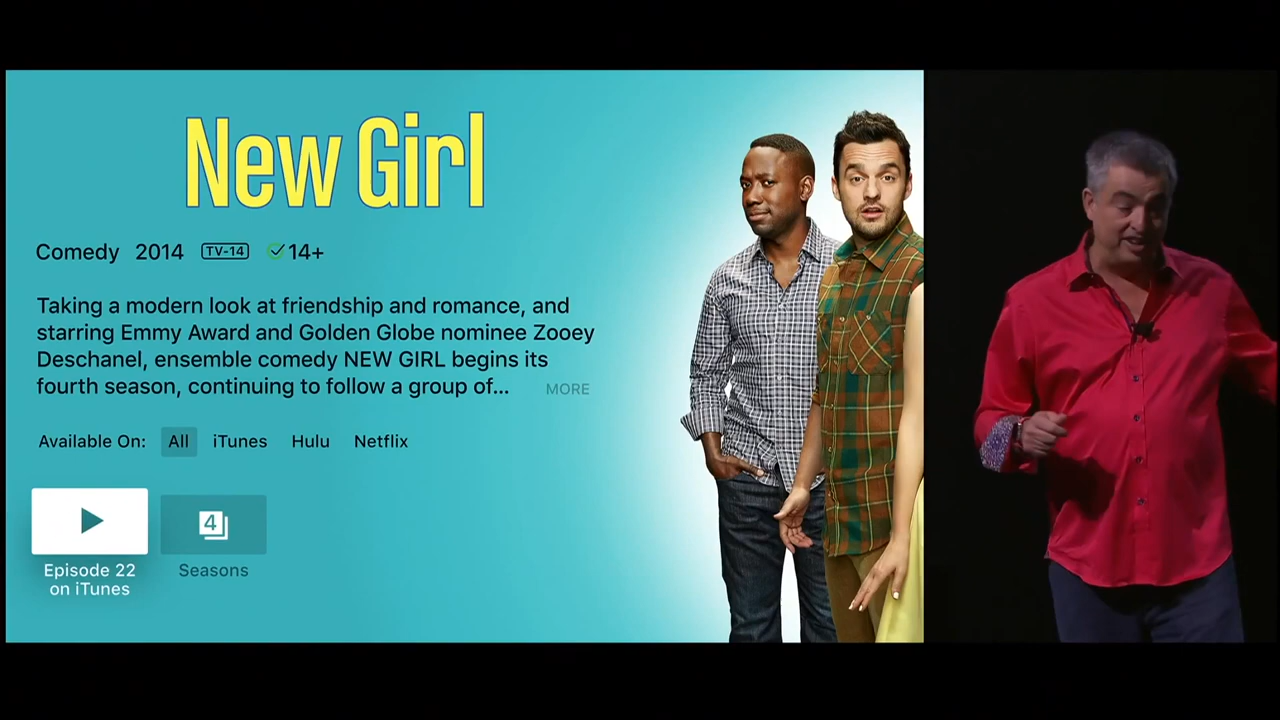 New Girl
Comedy 2014 TV-14 14+
Taking a modern look at friendship and romance, and
starring Emmy Award and Golden Globe nominee Zooey
Deschanel, ensemble comedy NEW GIRL begins its
fourth season, continuing to follow a group of... MORE
Available On: All iTunes Hulu Netflix
4
Episode 22
on iTunes
Seasons